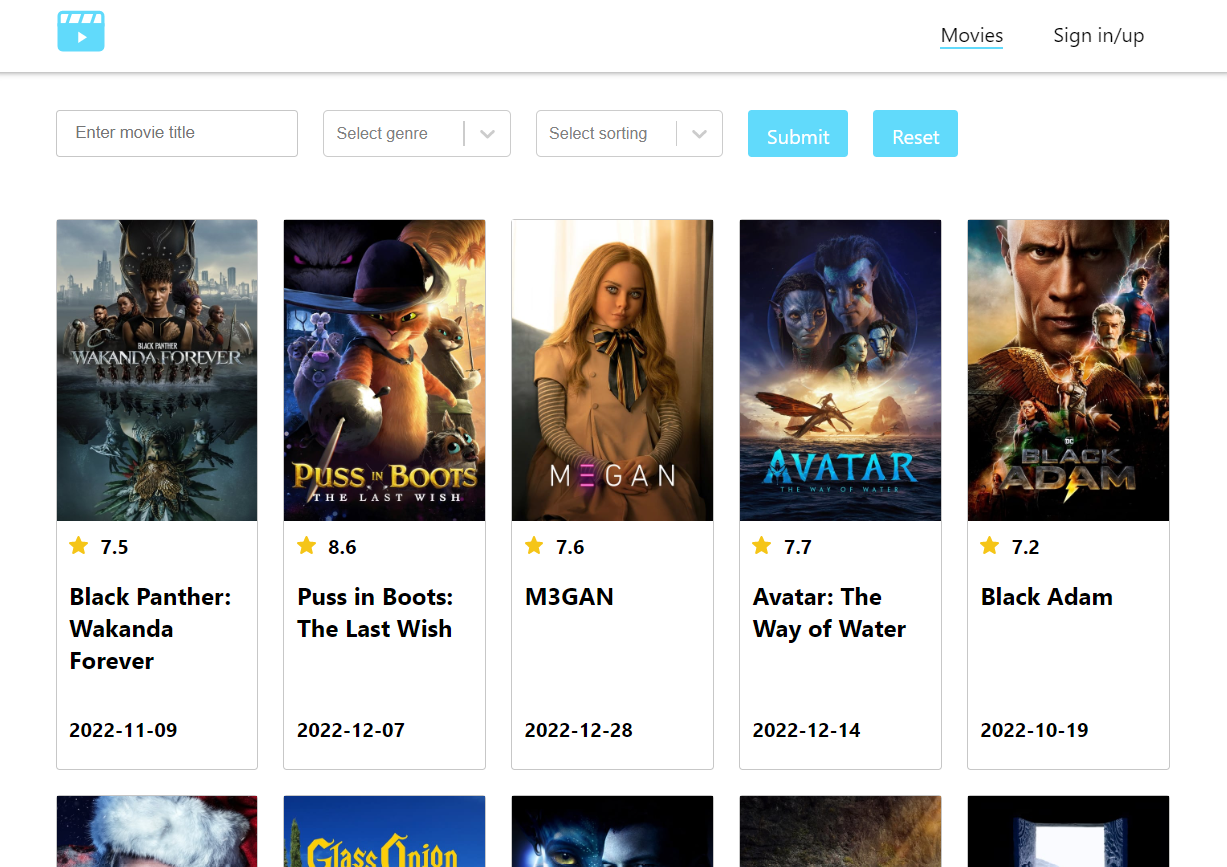 Movies
Sign in/up
Enter movie title
Select genre
Select sorting
Submit
Reset
BLACK PANTHER
WAKANDA FOREVER
PUSS IN BOOTS
THE LAST WISH
M3GAN
AVATAR
THE WAY OF WATER
DC
BLACK
ADAM
7.5
8.6
7.6
7.7
7.2
Black Panther:
Wakanda
Forever
Puss in Boots:
The Last Wish
M3GAN
Avatar: The
Way of Water
Black Adam
2022-11-09
2022-12-07
2022-12-28
2022-12-14
2022-10-19
Glass Onion